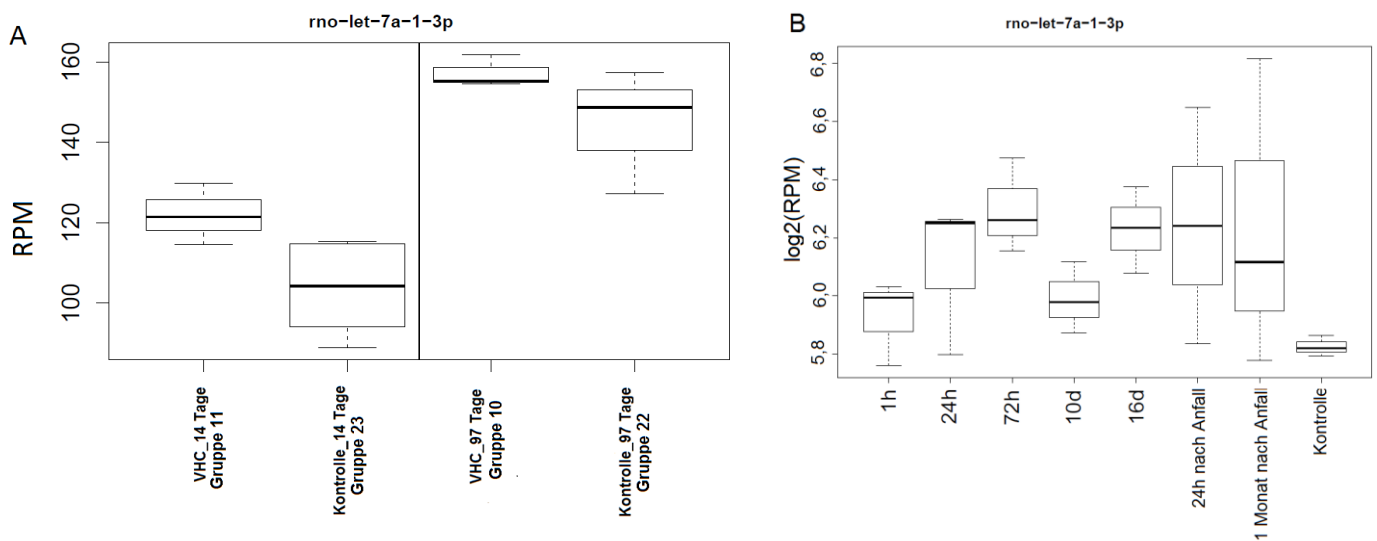 A
rno−let−7a−1−3p
RPM
160
140
120
100
VHC_14 Tage
Gruppe 11
Kontrolle_14 Tage
Gruppe 23
VHC_97 Tage
Gruppe 10
Kontrolle_97 Tage
Gruppe 22
B
rno−let−7a−1−3p
log2(RPM)
6,8
6,6
6,4
6,2
6,0
5,8
1h
24h
72h
10d
16d
24h nach Anfall
1 Monat nach Anfall
Kontrolle